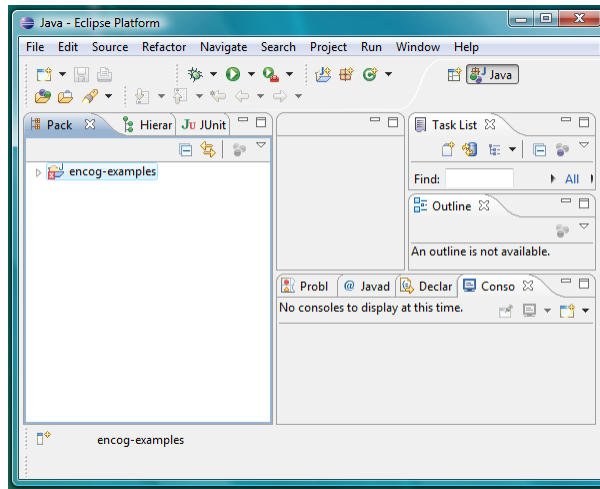 Java - Eclipse Platform
File Edit Source Refactor Navigate Search Project Run Window Help
Java
Pack Hierar Ju JUnit
Task List
encog-examples
Find: All
Outline
An outline is not available.
Probl @ Javad Declar Conso
No consoles to display at this time.
encog-examples